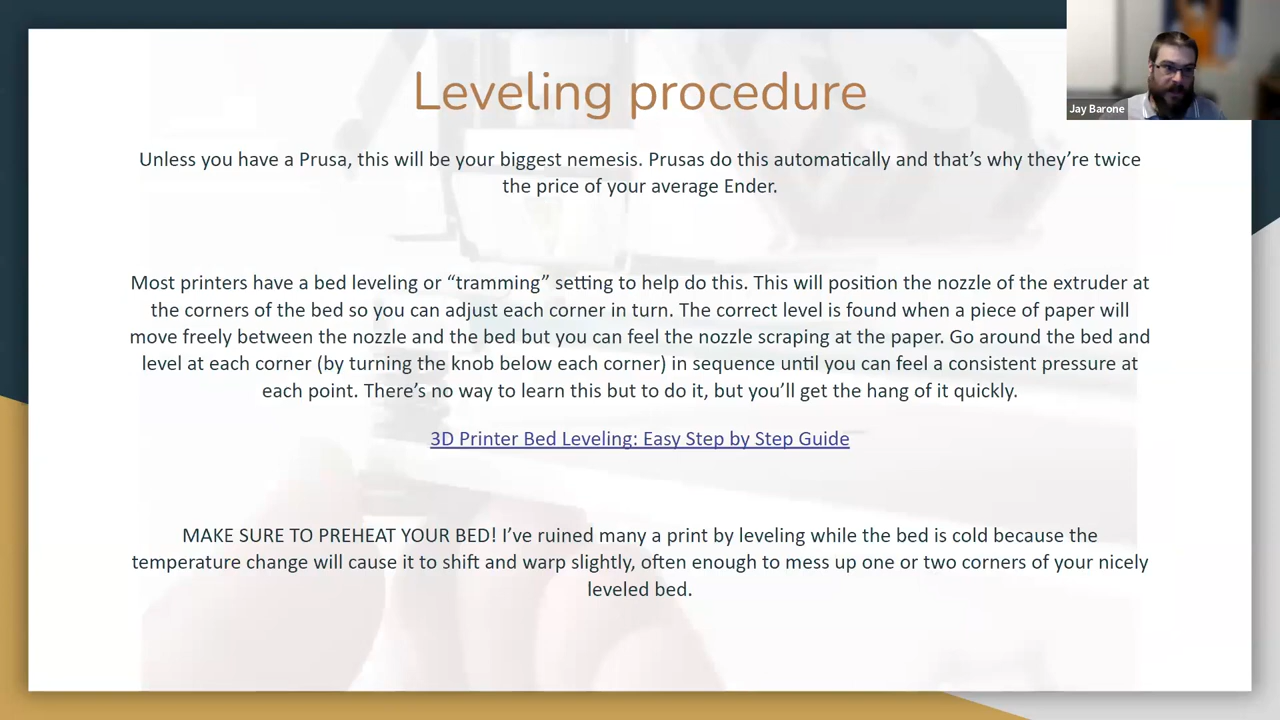 Leveling procedure
Jay Barone
Unless you have a Prusa, this will be your biggest nemesis. Prusas do this automatically and that’s why they’re twice
the price of your average Ender.
Most printers have a bed leveling or “tramming” setting to help do this. This will position the nozzle of the extruder at
the corners of the bed so you can adjust each corner in turn. The correct level is found when a piece of paper will
move freely between the nozzle and the bed but you can feel the nozzle scraping at the paper. Go around the bed and
level at each corner (by turning the knob below each corner) in sequence until you can feel a consistent pressure at
each point. There’s no way to learn this but to do it, but you’ll get the hang of it quickly.
3D Printer Bed Leveling: Easy Step by Step Guide
MAKE SURE TO PREHEAT YOUR BED! I’ve ruined many a print by leveling while the bed is cold because the
temperature change will cause it to shift and warp slightly, often enough to mess up one or two corners of your nicely
leveled bed.